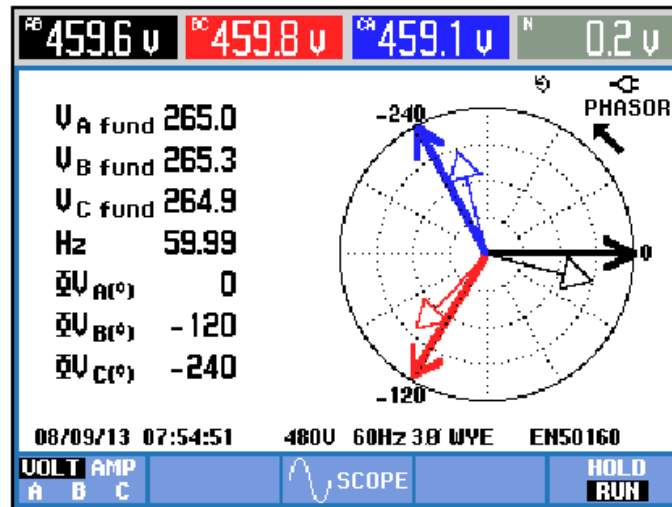 AB 459.6 V BC 459.8 V CA 459.1 V N 0.2 V
PHASOR
V A fund 265.0
V B fund 265.3
V C fund 264.9
Hz 59.99
ΦV A(°) 0
ΦV B(°) -120
ΦV C(°) -240
-240
0
-120
08/09/13 07:54:51 480V 60Hz 3Ø WYE EN50160
VOLT AMP
A B C
SCOPE
HOLD
RUN